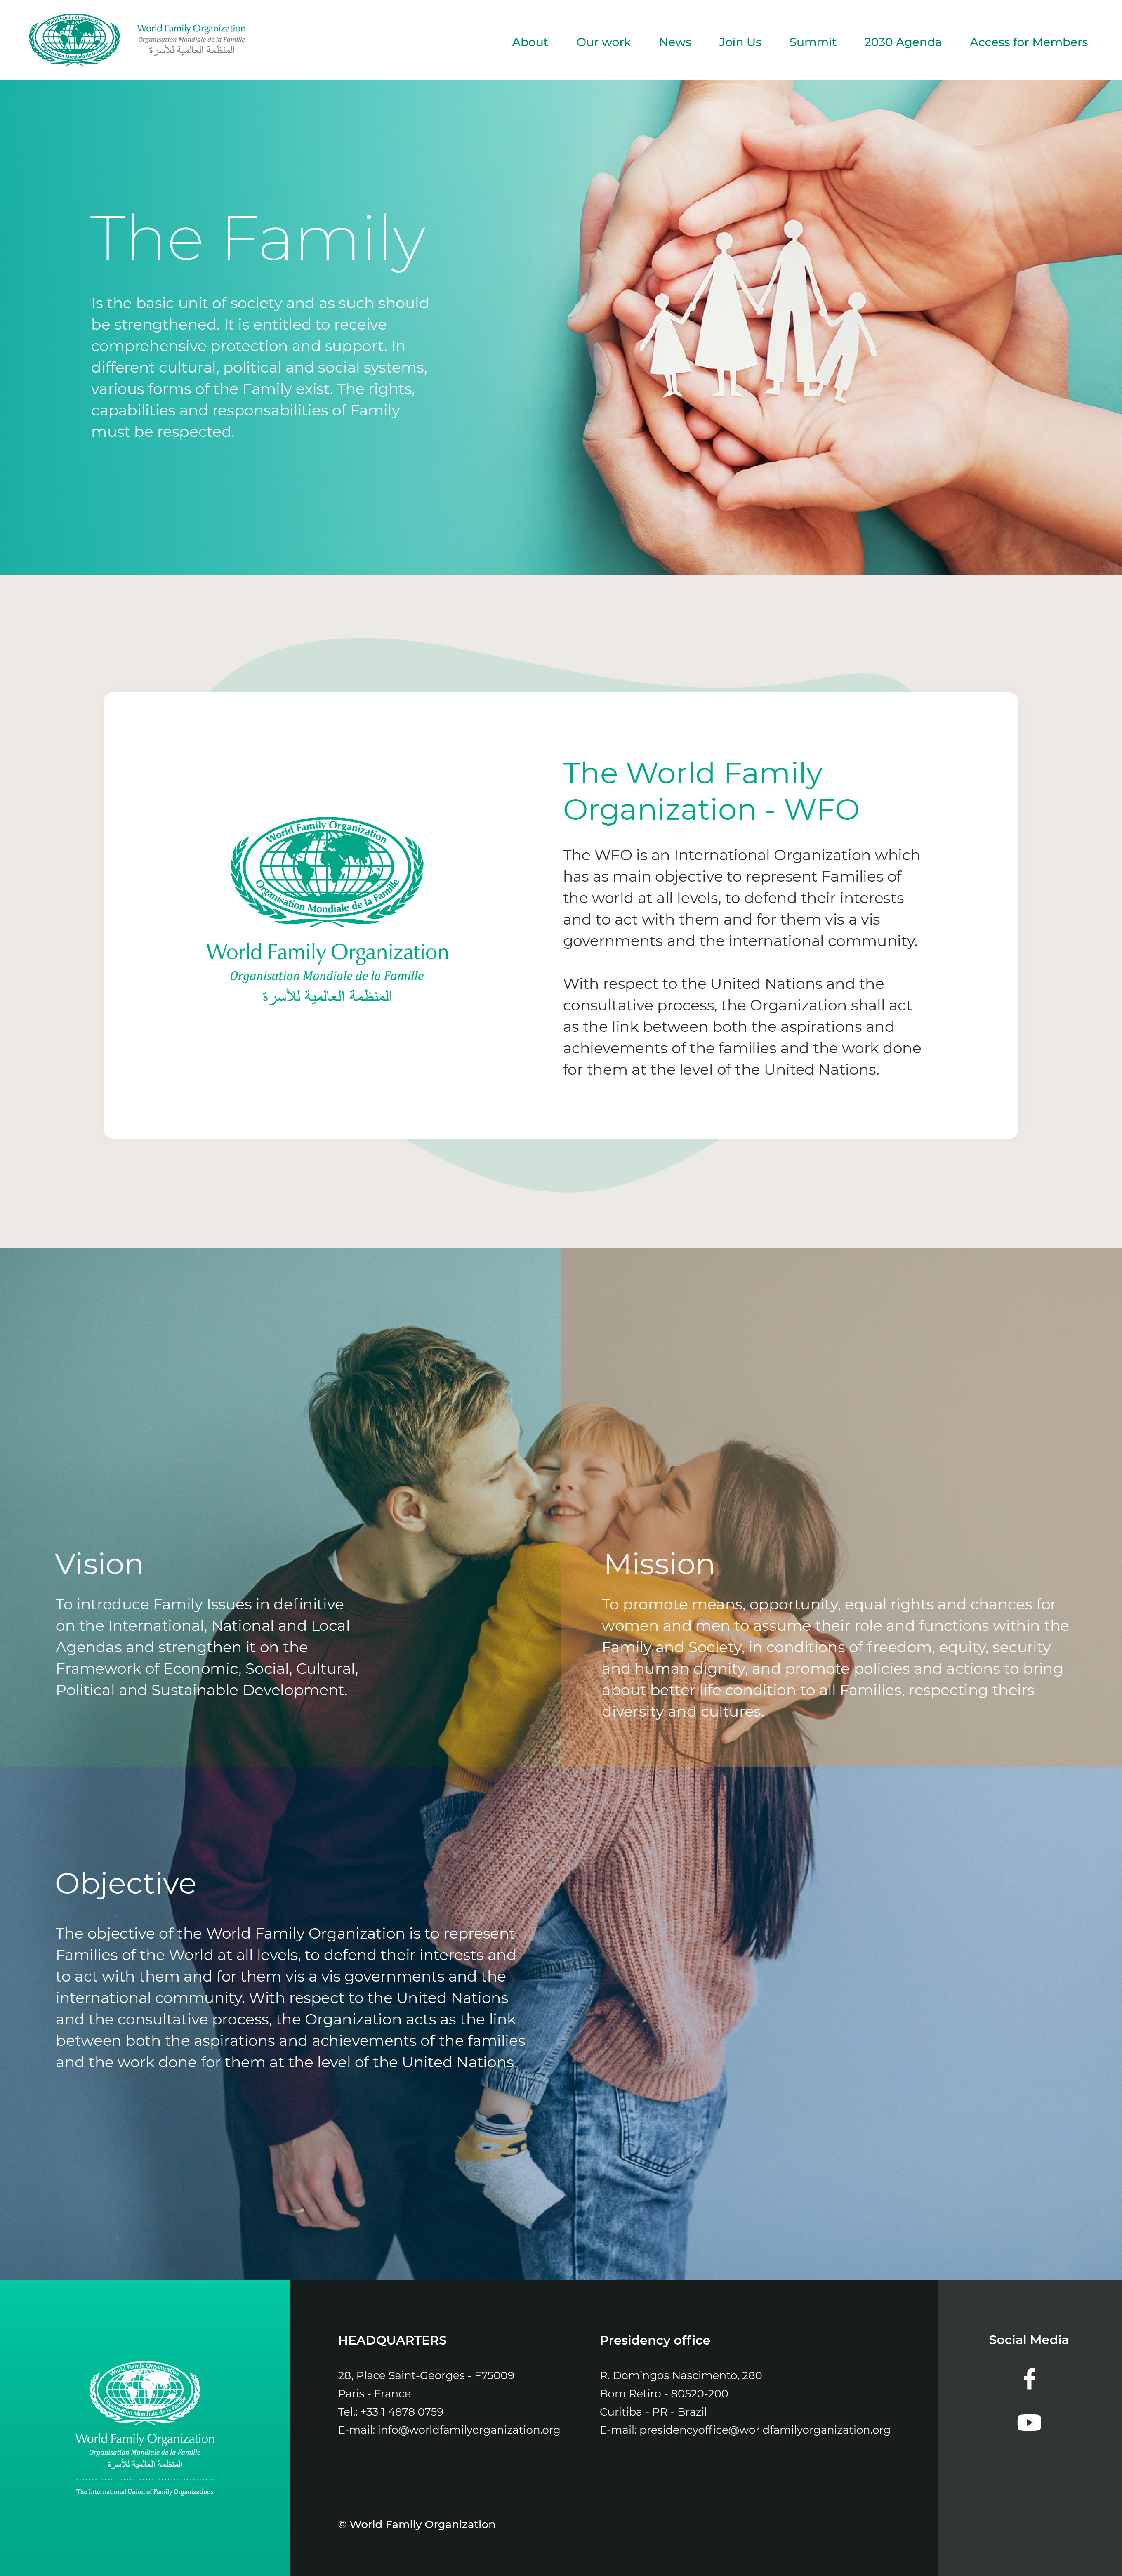 World Family Organization
Organisation Mondiale de la Famille
World Family Organization
Organisation Mondiale de la Famille
المنظمة العالمية للأسرة
About
Our work
News
Join Us
Summit
2030 Agenda
Access for Members
The Family
Is the basic unit of society and as such should
be strengthened. It is entitled to receive
comprehensive protection and support. In
different cultural, political and social systems,
various forms of the Family exist. The rights,
capabilities and responsabilities of Family
must be respected.
World Family Organization
Organisation Mondiale de la Famille
World Family Organization
Organisation Mondiale de la Famille
المنظمة العالمية للأسرة
The World Family
Organization - WFO
The WFO is an International Organization which
has as main objective to represent Families of
the world at all levels, to defend their interests
and to act with them and for them vis a vis
governments and the international community.
With respect to the United Nations and the
consultative process, the Organization shall act
as the link between both the aspirations and
achievements of the families and the work done
for them at the level of the United Nations.
Vision
To introduce Family Issues in definitive
on the International, National and Local
Agendas and strengthen it on the
Framework of Economic, Social, Cultural,
Political and Sustainable Development.
Mission
To promote means, opportunity, equal rights and chances for
women and men to assume their role and functions within the
Family and Society, in conditions of freedom, equity, security
and human dignity, and promote policies and actions to bring
about better life condition to all Families, respecting theirs
diversity and cultures.
Objective
The objective of the World Family Organization is to represent
Families of the World at all levels, to defend their interests and
to act with them and for them vis a vis governments and the
international community. With respect to the United Nations
and the consultative process, the Organization acts as the link
between both the aspirations and achievements of the families
and the work done for them at the level of the United Nations.
World Family Organization
Organisation Mondiale de la Famille
World Family Organization
Organisation Mondiale de la Famille
المنظمة العالمية للأسرة
The International Union of Family Organizations
HEADQUARTERS
28, Place Saint-Georges - F75009
Paris - France
Tel.: +33 1 4878 0759
E-mail: info@worldfamilyorganization.org
Presidency office
R. Domingos Nascimento, 280
Bom Retiro - 80520-200
Curitiba - PR - Brazil
E-mail: presidencyoffice@worldfamilyorganization.org
© World Family Organization
Social Media